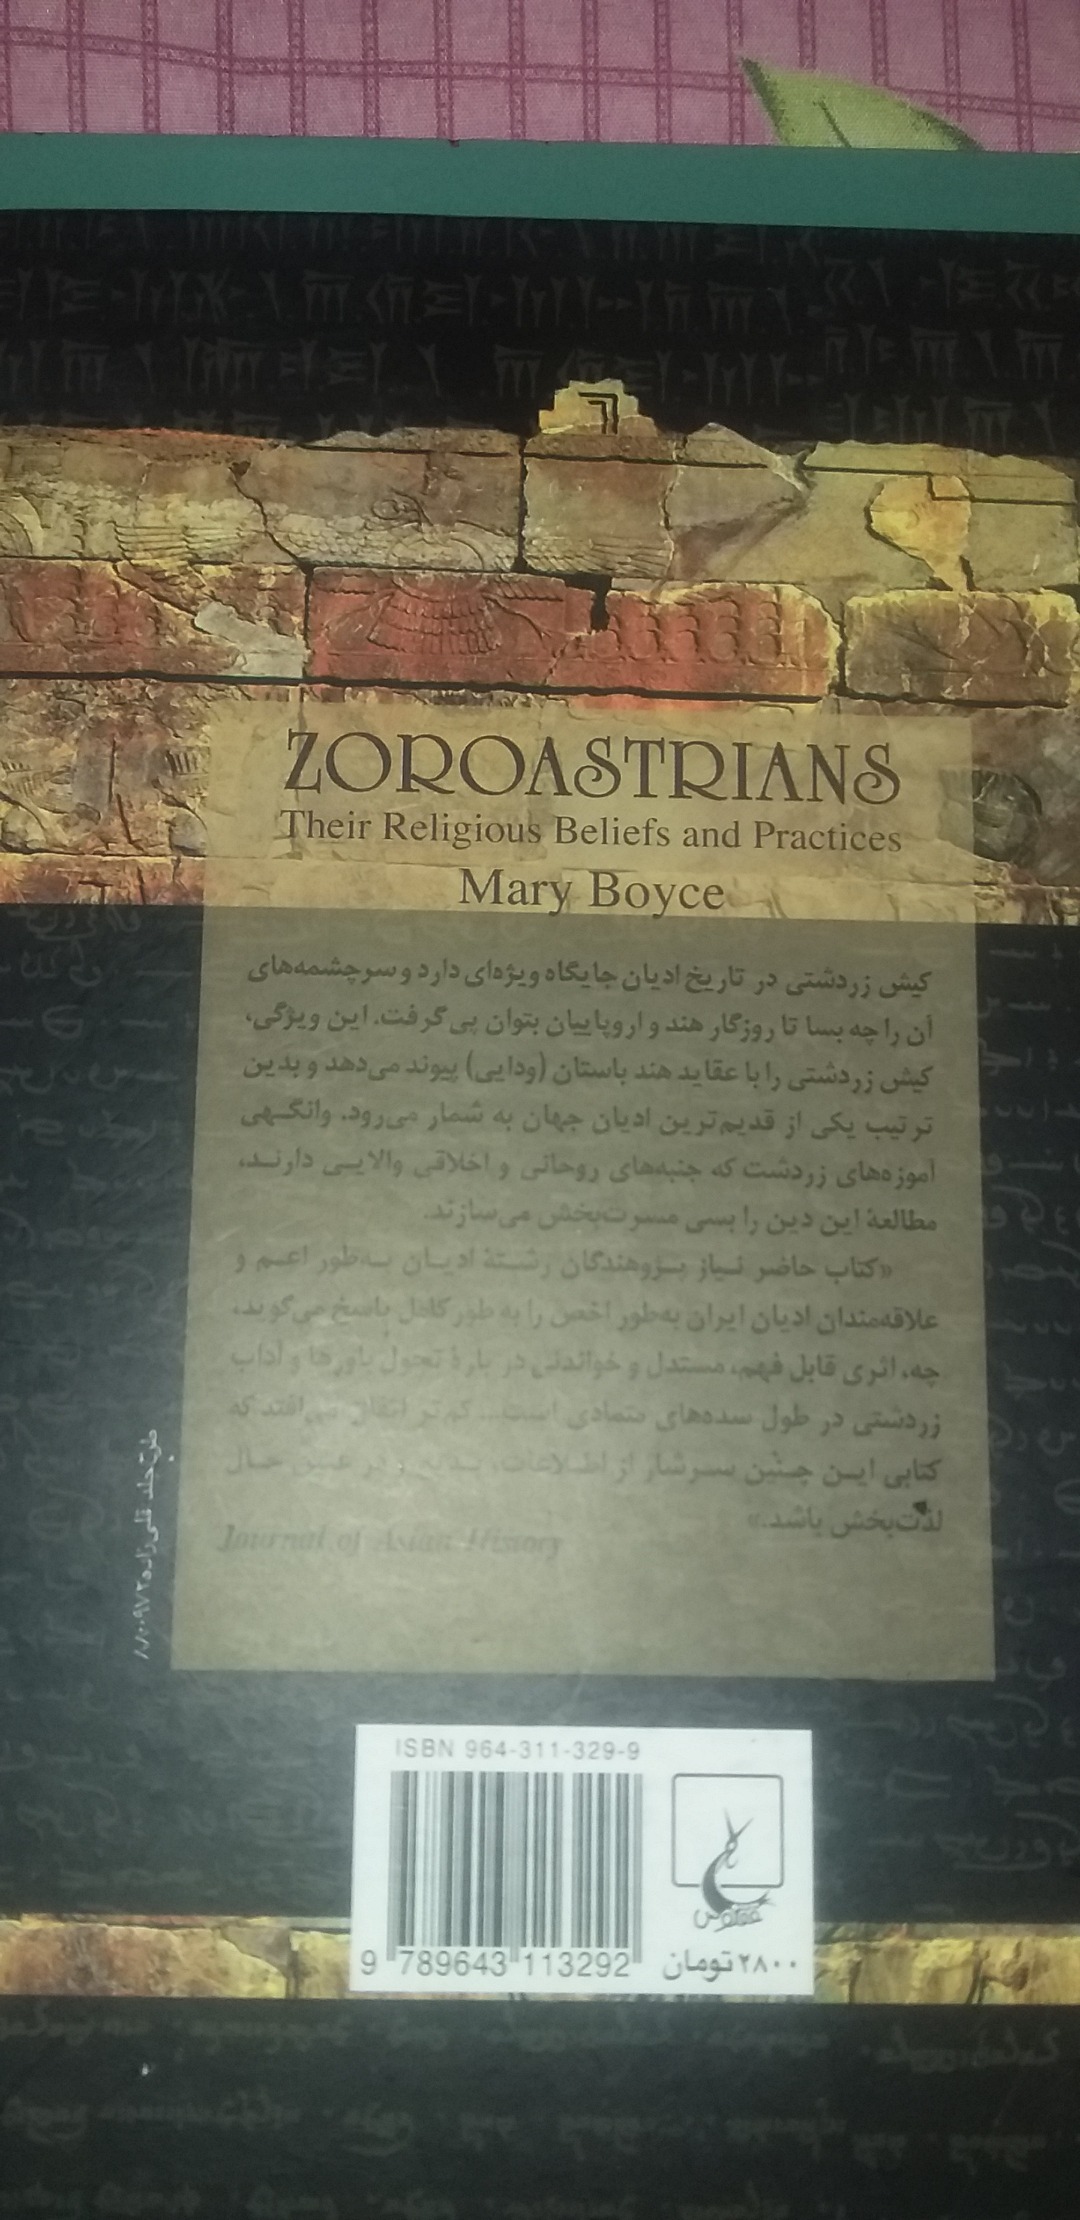 ZOROASTRIANS
Their Religious Beliefs and Practices
Mary Boyce
کیش زردشتی در تاریخ ادیان جایگاه ویژه‌ای دارد و سرچشمه‌های
آن را چه بسا تا روزگار هند و اروپاییان بتوان پی گرفت. این ویژگی،
کیش زردشتی را با عقاید هند باستان (ودایی) پیوند می‌دهد و بدین
ترتیب یکی از قدیم‌ترین ادیان جهان به شمار می‌رود. وانگهی
آموزه‌های زردشت که جنبه‌های روحانی و اخلاقی والایی دارند،
مطالعهٔ این دین را بسی مسرت‌بخش می‌سازند.
«کتاب حاضر نیاز پژوهندگان رشتهٔ ادیان به‌طور اعم و
علاقه‌مندان ادیان ایران به‌طور اخص را به طور کامل پاسخ می‌گوید،
چه، اثری قابل فهم، مستدل و خواندنی در بارهٔ تحول باورها و آداب
زردشتی در طول سده‌های متمادی است... کم‌تر اتفاق می‌افتد که
کتابی این چنین سرشار از اطلاعات، و در عین حال
لذت‌بخش باشد.»
Journal of Asian History
طرح جلد قلی‌زاده ۸۸۰۰۹۷۲
ISBN 964-311-329-9
9 789643 113292
ققنوس
۲۸۰۰ تومان